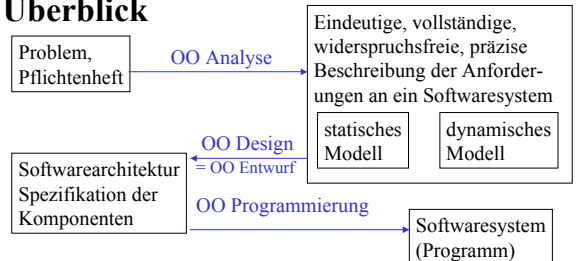 Überblick
Problem,
Pflichtenheft
OO Analyse
Eindeutige, vollständige,
widerspruchsfreie, präzise
Beschreibung der Anforder-
ungen an ein Softwaresystem
statisches
Modell
dynamisches
Modell
OO Design
= OO Entwurf
Softwarearchitektur
Spezifikation der
Komponenten
OO Programmierung
Softwaresystem
(Programm)